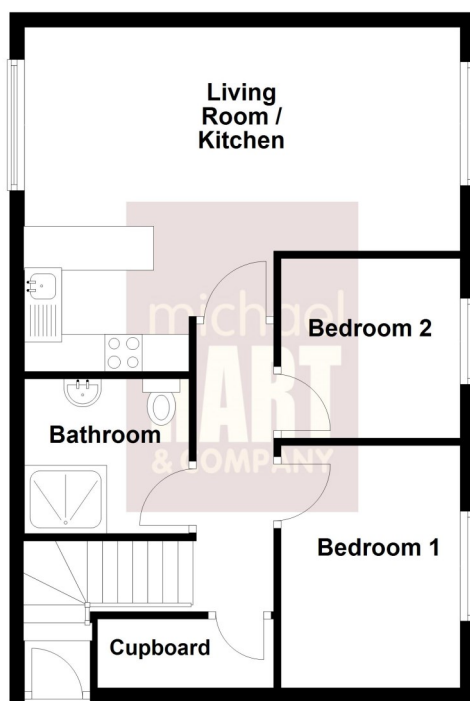 Living
Room /
Kitchen
Bedroom 2
michael
HART
& COMPANY
Bathroom
Bedroom 1
Cupboard